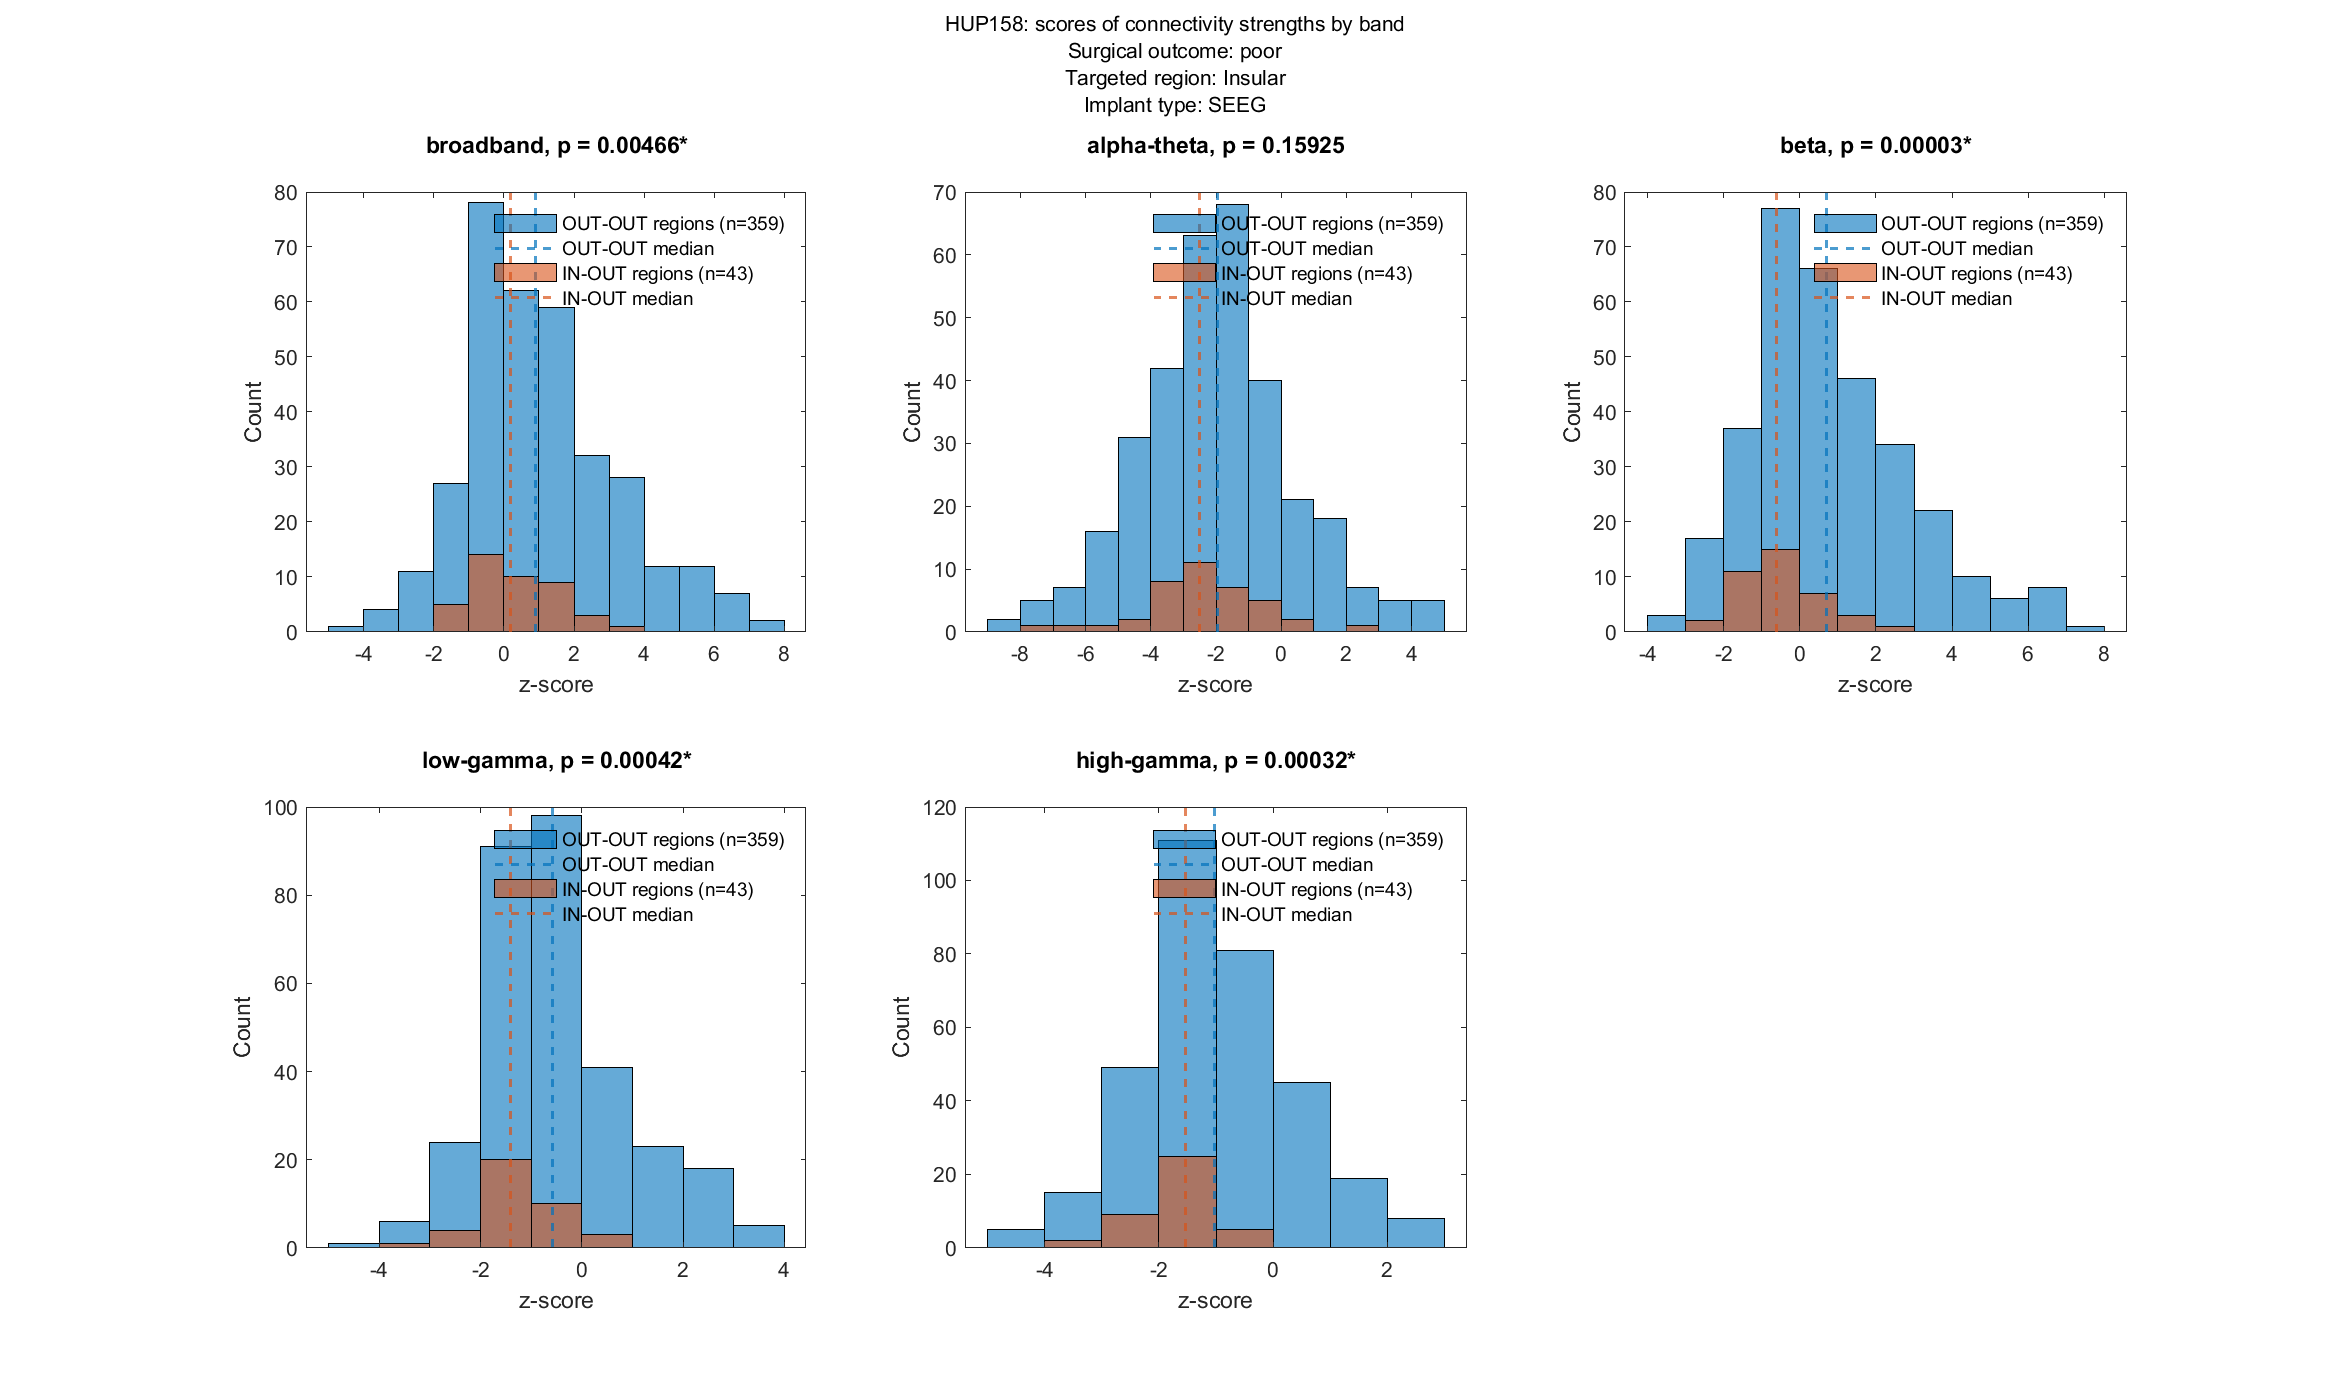 HUP158: scores of connectivity strengths by band
Surgical outcome: poor
Targeted region: Insular
Implant type: SEEG
broadband, p = 0.00466*
80
70
60
50
40
30
20
10
0
Count
OUT-OUT regions (n=359)
OUT-OUT median
IN-OUT regions (n=43)
IN-OUT median
-4 -2 0 2 4 6 8
z-score
alpha-theta, p = 0.15925
70
60
50
40
30
20
10
0
Count
OUT-OUT regions (n=359)
OUT-OUT median
IN-OUT regions (n=43)
IN-OUT median
-8 -6 -4 -2 0 2 4
z-score
beta, p = 0.00003*
80
70
60
50
40
30
20
10
0
Count
OUT-OUT regions (n=359)
OUT-OUT median
IN-OUT regions (n=43)
IN-OUT median
-4 -2 0 2 4 6 8
z-score
low-gamma, p = 0.00042*
100
80
60
40
20
0
Count
OUT-OUT regions (n=359)
OUT-OUT median
IN-OUT regions (n=43)
IN-OUT median
-4 -2 0 2 4
z-score
high-gamma, p = 0.00032*
120
100
80
60
40
20
0
Count
OUT-OUT regions (n=359)
OUT-OUT median
IN-OUT regions (n=43)
IN-OUT median
-4 -2 0 2
z-score